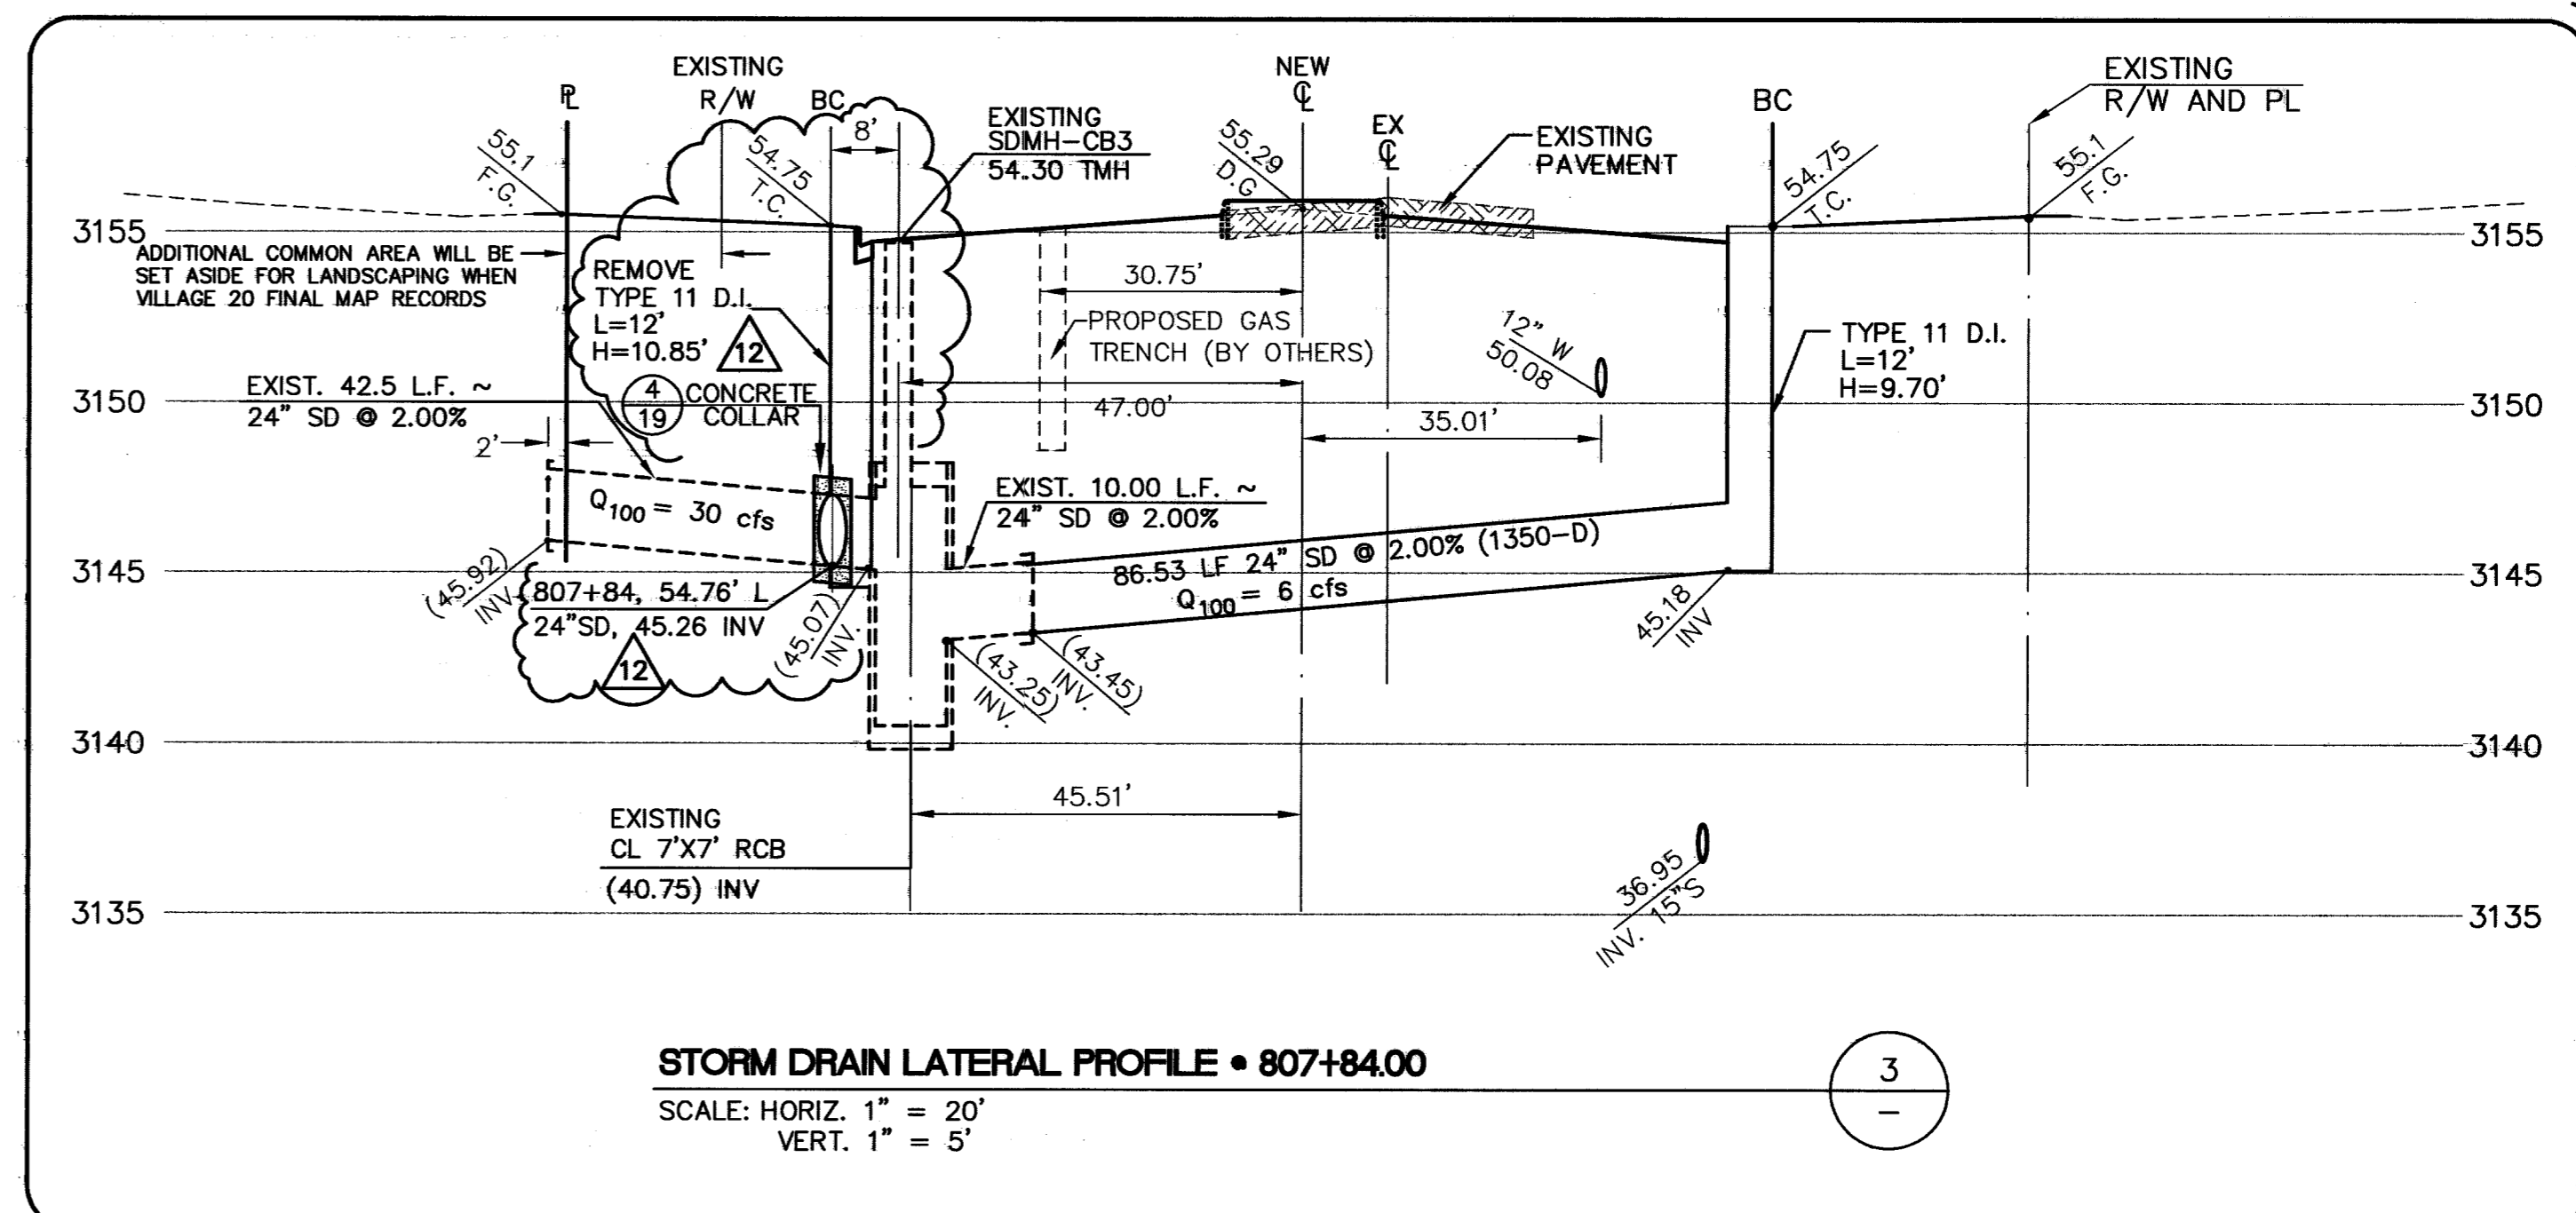 EXISTING
R/W
BC
8'
PL
55.1
F.G.
54.75
T.C.
EXISTING
SDMH-CB3
54.30 TMH
NEW
CL
55.29
D.G
EX
CL
EXISTING
PAVEMENT
BC
54.75
T.C.
EXISTING
R/W AND PL
55.1
F.G.
3155
3155
ADDITIONAL COMMON AREA WILL BE
SET ASIDE FOR LANDSCAPING WHEN
VILLAGE 20 FINAL MAP RECORDS
REMOVE
TYPE 11 D.I.
L=12'
H=10.85'
12
30.75'
PROPOSED GAS
TRENCH (BY OTHERS)
12" W
50.08
TYPE 11 D.I.
L=12'
H=9.70'
EXIST. 42.5 L.F. ~
24" SD @ 2.00%
4
19
CONCRETE
COLLAR
3150
3150
47.00'
35.01'
2'
Q100 = 30 cfs
EXIST. 10.00 L.F. ~
24" SD @ 2.00%
86.53 LF 24" SD @ 2.00% (1350-D)
Q100 = 6 cfs
3145
3145
(45.92)
INV.
807+84, 54.76' L
24"SD, 45.26 INV
12
(45.07)
INV.
(43.25)
INV.
(43.45)
INV.
45.18
INV
3140
3140
45.51'
EXISTING
CL 7'X7' RCB
(40.75) INV
36.95
INV. 15"S
3135
3135
STORM DRAIN LATERAL PROFILE • 807+84.00
SCALE: HORIZ. 1" = 20'
VERT. 1" = 5'
3
–